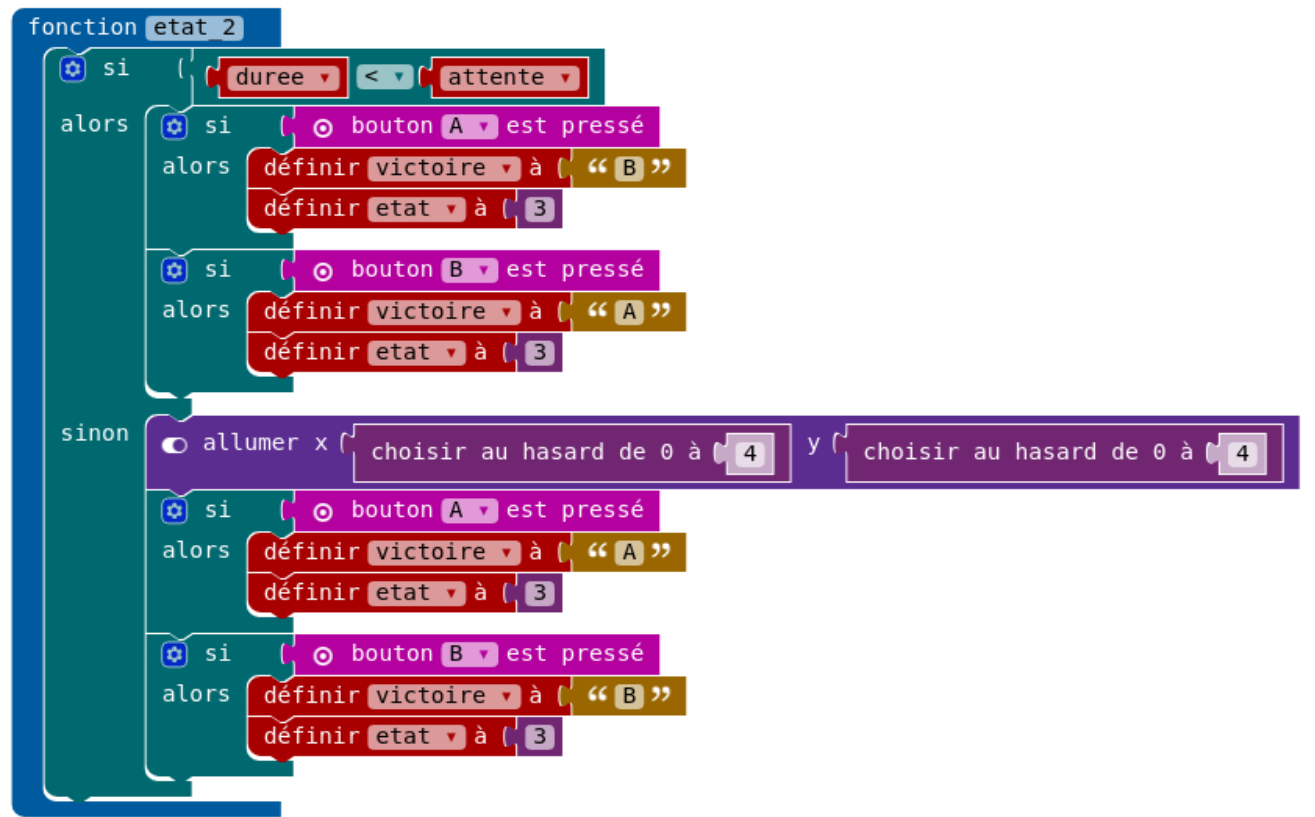 fonction etat_2
si duree < attente
alors si bouton A est pressé
alors définir victoire à “ B ”
définir etat à 3
si bouton B est pressé
alors définir victoire à “ A ”
définir etat à 3
sinon allumer x choisir au hasard de 0 à 4 y choisir au hasard de 0 à 4
si bouton A est pressé
alors définir victoire à “ A ”
définir etat à 3
si bouton B est pressé
alors définir victoire à “ B ”
définir etat à 3